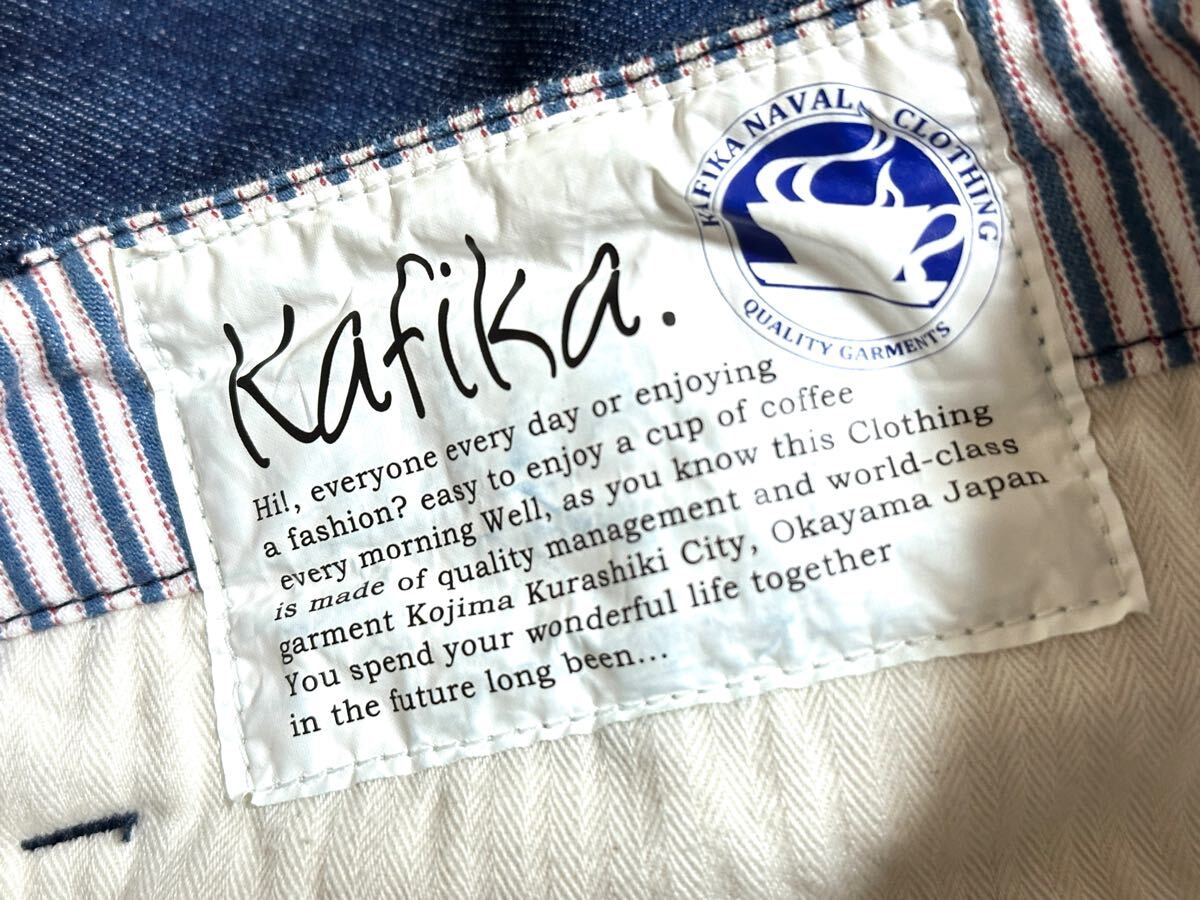 KAFIKA NAVAL CLOTHING
QUALITY GARMENTS
Kafika.
Hi!, everyone every day or enjoying
a fashion? easy to enjoy a cup of coffee
every morning Well, as you know this Clothing
is made of quality management and world-class
garment Kojima Kurashiki City, Okayama Japan
You spend your wonderful life together
in the future long been...